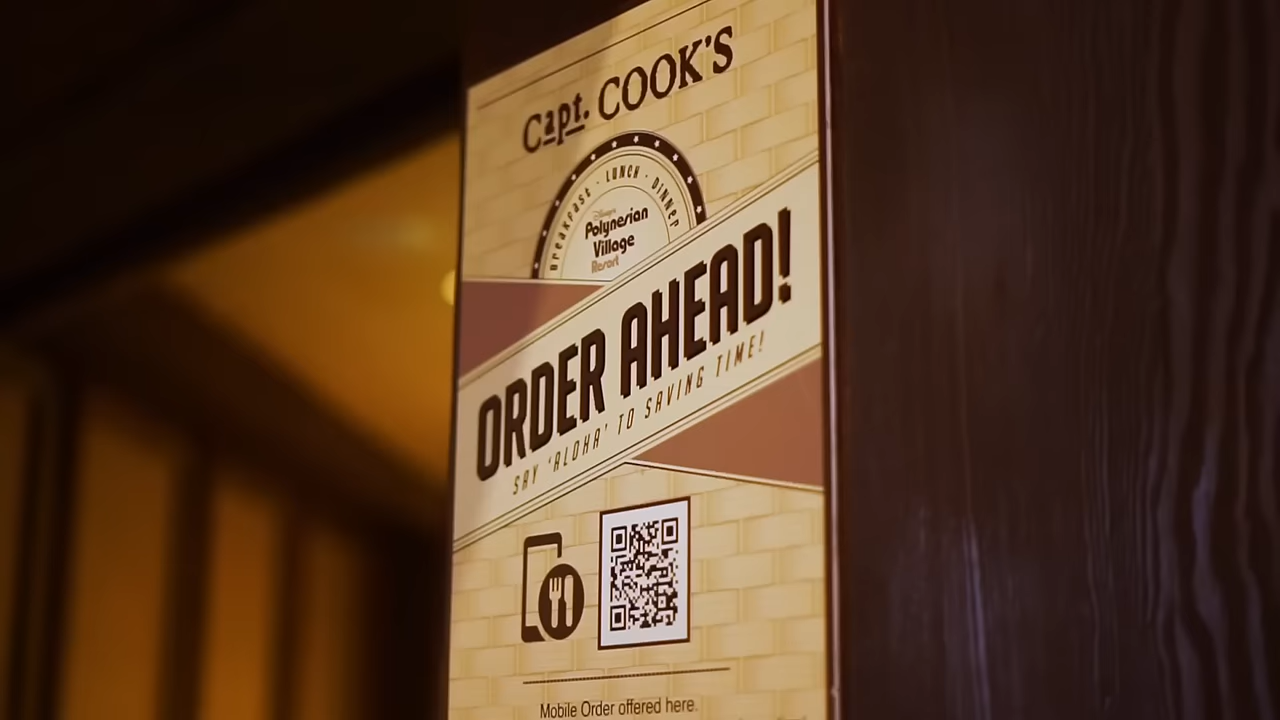 Capt. COOK'S
Breakfast · LUNCH · DINNER
Disney's
Polynesian
Village
Resort
ORDER AHEAD!
SAY 'ALOHA' TO SAVING TIME!
Mobile Order offered here.